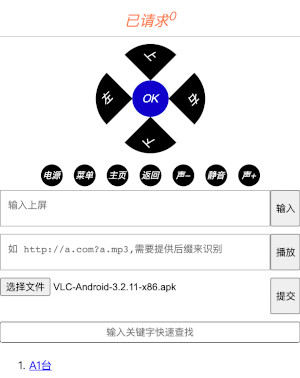 已请求0
上
左 OK 右
下
电源 菜单 主页 返回 声- 静音 声+
输入上屏 输入
如 http://a.com?a.mp3,需要提供后缀来识别 播放
选择文件 VLC-Android-3.2.11-x86.apk 提交
输入关键字快速查找
1. A1台